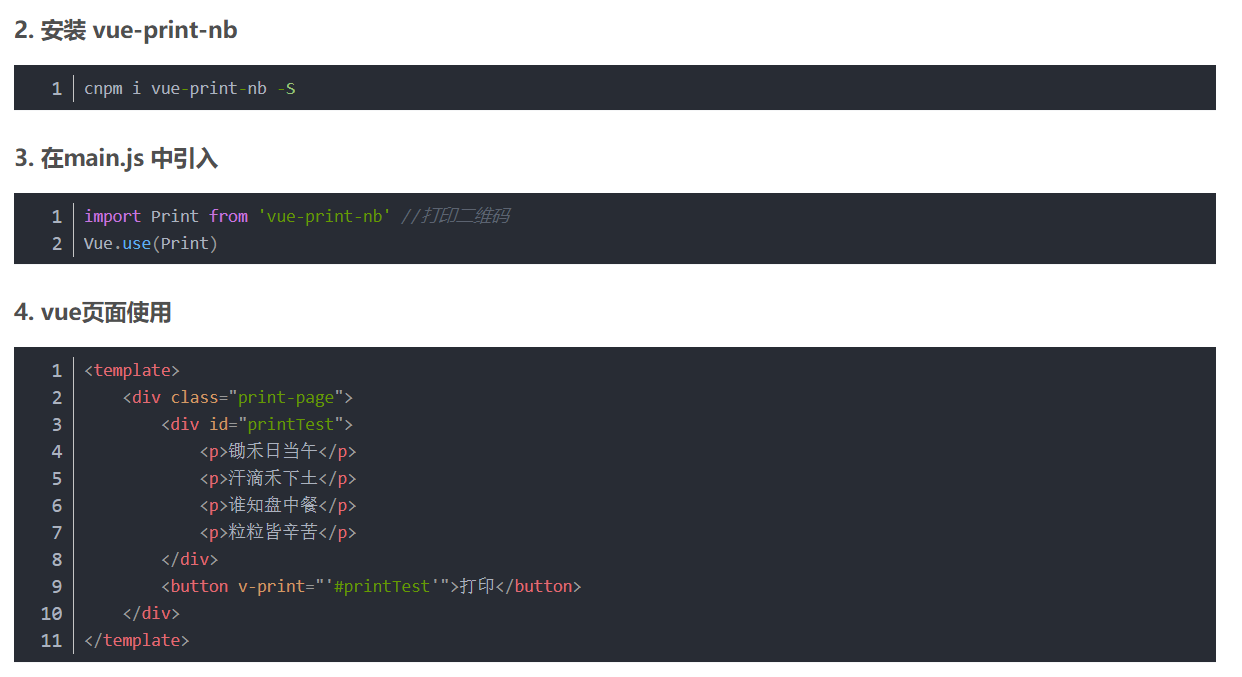 2. 安装 vue-print-nb
1 cnpm i vue-print-nb -S
3. 在main.js 中引入
1 import Print from 'vue-print-nb' //打印二维码
2 Vue.use(Print)
4. vue页面使用
1 <template>
2     <div class="print-page">
3         <div id="printTest">
4             <p>锄禾日当午</p>
5             <p>汗滴禾下土</p>
6             <p>谁知盘中餐</p>
7             <p>粒粒皆辛苦</p>
8         </div>
9         <button v-print="'#printTest'">打印</button>
10     </div>
11 </template>